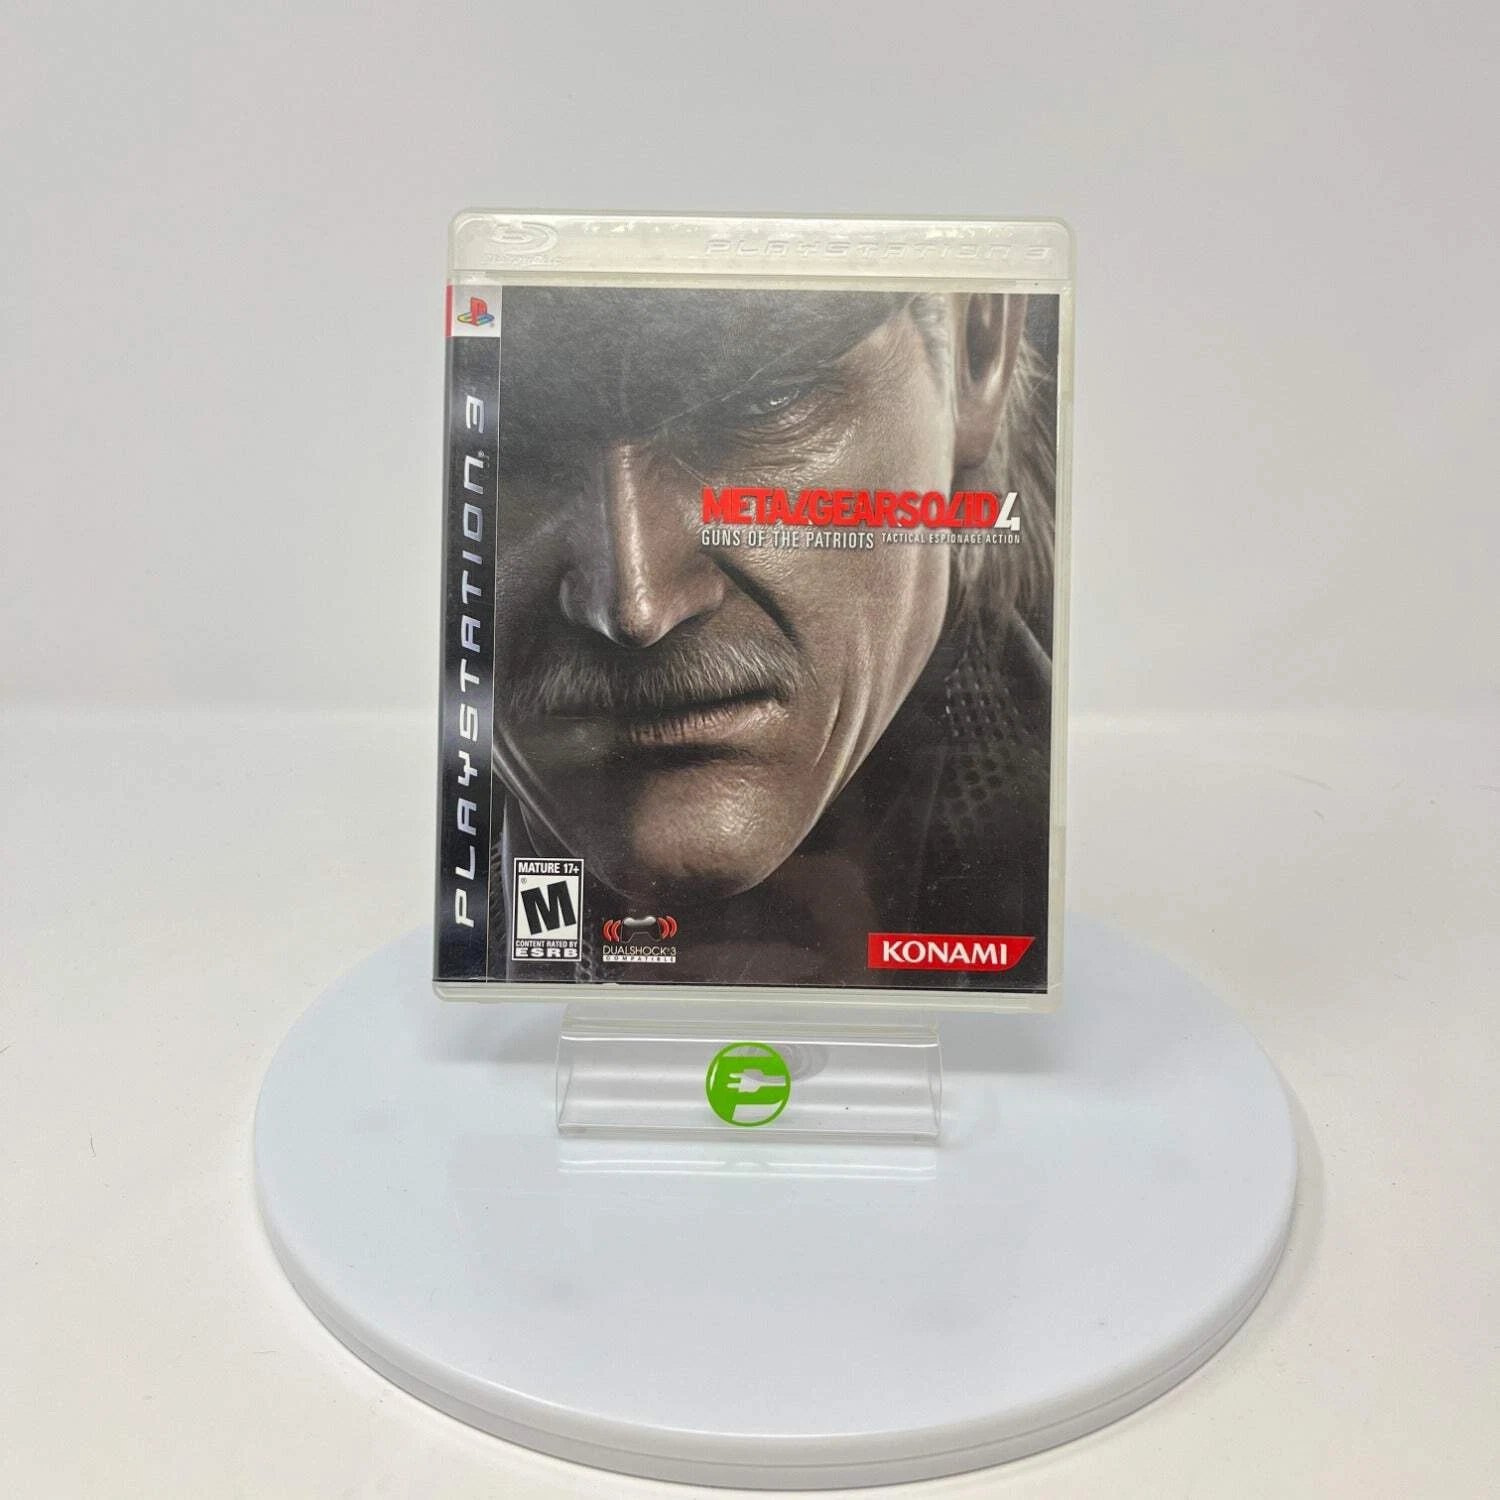 PLAYSTATION 3
PLAYSTATION®3
METAL GEAR SOLID 4
GUNS OF THE PATRIOTS TACTICAL ESPIONAGE ACTION
MATURE 17+
M
®
CONTENT RATED BY
ESRB
DUALSHOCK®3
COMPATIBLE
KONAMI